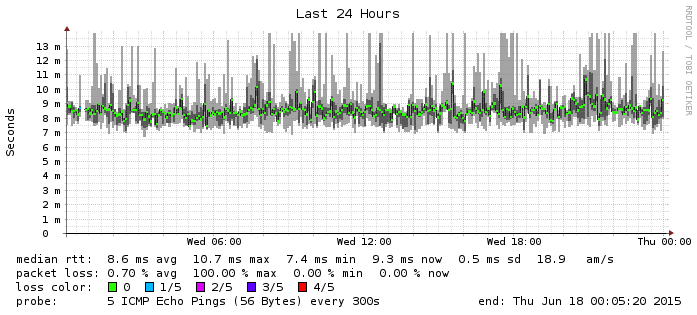 Last 24 Hours
RRDTOOL / TOBI OETIKER
Seconds
13 m
12 m
11 m
10 m
9 m
8 m
7 m
6 m
5 m
4 m
3 m
2 m
1 m
0
Wed 06:00 Wed 12:00 Wed 18:00 Thu 00:00
median rtt: 8.6 ms avg 10.7 ms max 7.4 ms min 9.3 ms now 0.5 ms sd 18.9 am/s
packet loss: 0.70 % avg 100.00 % max 0.00 % min 0.00 % now
loss color: 0 1/5 2/5 3/5 4/5
probe: 5 ICMP Echo Pings (56 Bytes) every 300s end: Thu Jun 18 00:05:20 2015